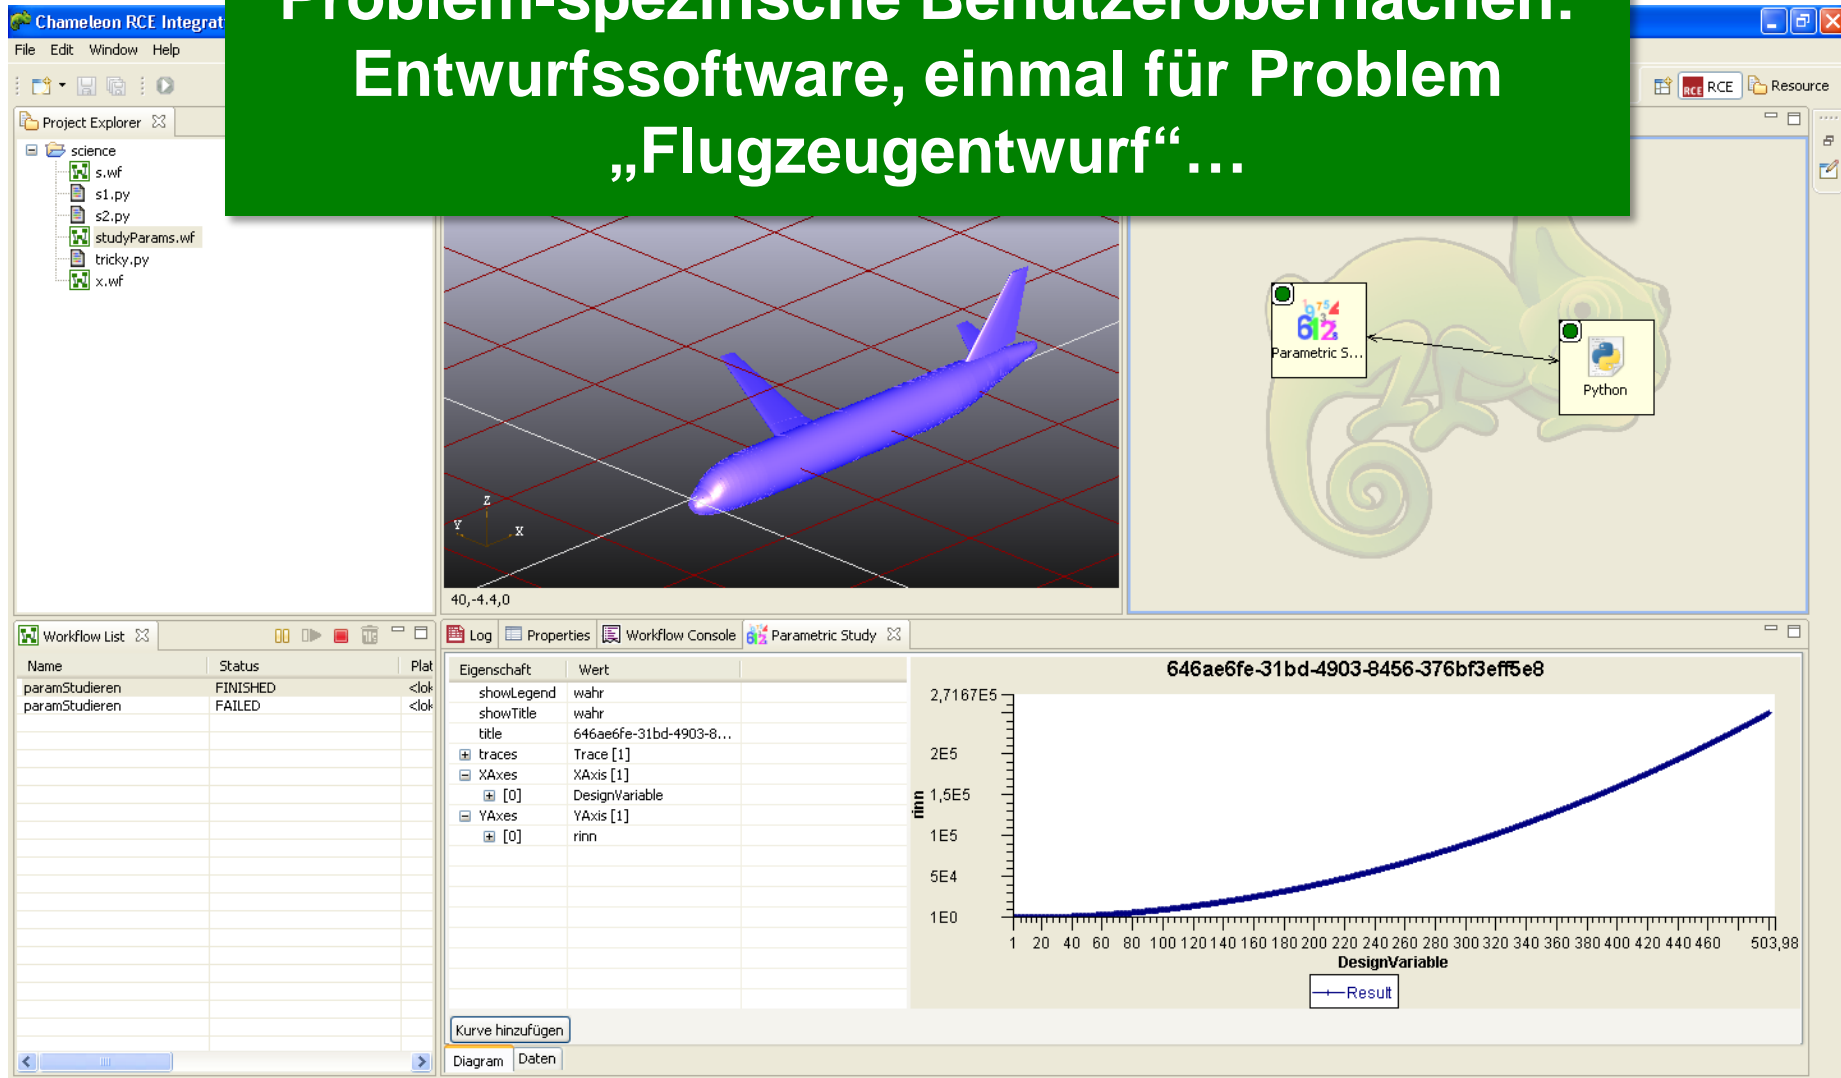 Chameleon RCE Integrat
Problem-spezifische Benutzeroberflächen:
Entwurfssoftware, einmal für Problem
„Flugzeugentwurf“...
File Edit Window Help
RCE RCE Resource
Project Explorer
science
s.wf
s1.py
s2.py
studyParams.wf
tricky.py
x.wf
Z
Y
X
40,-4.4,0
Parametric S...
Python
Workflow List
Name Status Plat
paramStudieren FINISHED <lok
paramStudieren FAILED <lok
Log Properties Workflow Console Parametric Study
Eigenschaft Wert
showLegend wahr
showTitle wahr
title 646ae6fe-31bd-4903-8...
traces Trace [1]
XAxes XAxis [1]
[0] DesignVariable
YAxes YAxis [1]
[0] rinn
646ae6fe-31bd-4903-8456-376bf3eff5e8
2,7167E5
2E5
1,5E5
1E5
5E4
1E0
rinn
1 20 40 60 80 100 120 140 160 180 200 220 240 260 280 300 320 340 360 380 400 420 440 460 503,98
DesignVariable
Result
Kurve hinzufügen
Diagram Daten